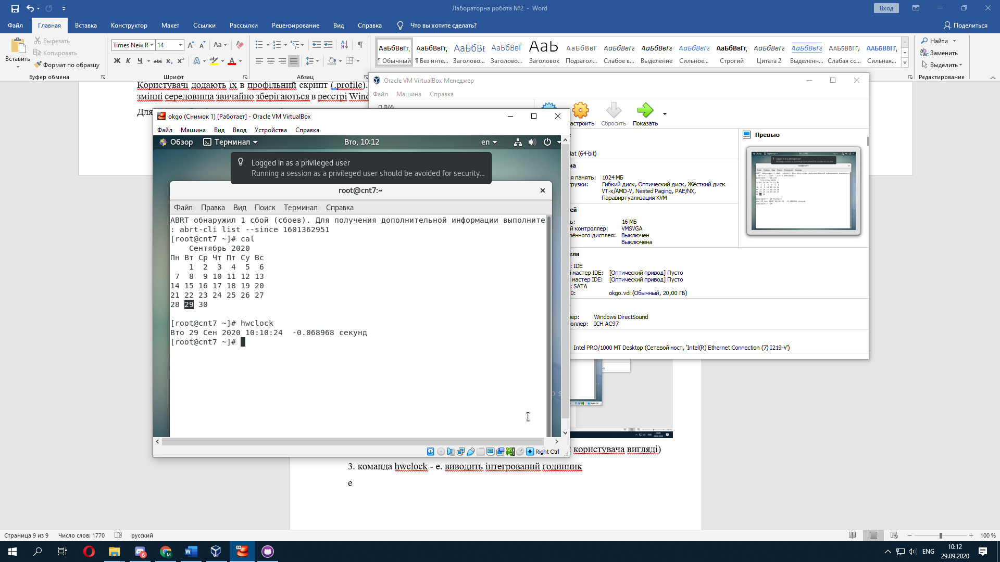 Лабораторна робота №2 - Word
Вход
Файл Главная Вставка Конструктор Макет Ссылки Рассылки Рецензирование Вид Справка Что вы хотите сделать? Поделиться
Вставить
Вырезать
Копировать
Формат по образцу
Буфер обмена
Times New R 14
Шрифт
Абзац
АаБбВвГг, АаБбВвГг, АаБбВв АаБбВвГ АаЬ АаБбВвГ АаБбВвГг АаБбВвГг АаБбВвГг АаБбВвГг, АаБбВвГг АаБбВвГг ААББВВГГ, ААББВВГГ,
¶ Обычный ¶ Без инте... Заголово... Заголово... Заголовок Подзагол... Слабое в... Выделение Сильное... Строгий Цитата 2 Выделенн... Слабая сс... Сильная...
Найти
Заменить
Выделить
Редактирование
Користувачі додають їх в профільний скрипт (.profile).
змінні середовища звичайно зберігаються в реєстрі Wind
Для
Oracle VM VirtualBox Менеджер
Файл Машина Справка
астроить Сбросить Показать
Hat (64-bit)
ма
ая память: 1024 МБ
грузки: Гибкий диск, Оптический диск, Жёсткий диск
VT-x/AMD-V, Nested Paging, PAE/NX,
Паравиртуализация KVM
ей
ть: 16 МБ
й контроллер: VMSVGA
лённого дисплея: Выключен
Выключена
ели
: IDE
й мастер IDE: [Оптический привод] Пусто
й мастер IDE: [Оптический привод] Пусто
: SATA
0: okgo.vdi (Обычный, 20,00 ГБ)
вер: Windows DirectSound
оллер: ICH AC97
Intel PRO/1000 MT Desktop (Сетевой мост, 'Intel(R) Ethernet Connection (7) I219-V')
Превью
okgo (Снимок 1) [Работает] - Oracle VM VirtualBox
Файл Машина Вид Ввод Устройства Справка
Обзор Терминал Вто, 10:12 en
Logged in as a privileged user
Running a session as a privileged user should be avoided for security...
root@cnt7:~
Файл Правка Вид Поиск Терминал Справка
ABRT обнаружил 1 сбой (сбоев). Для получения дополнительной информации выполните
: abrt-cli list --since 1601362951
[root@cnt7 ~]# cal
Сентябрь 2020
Пн Вт Ср Чт Пт Су Вс
1 2 3 4 5 6
7 8 9 10 11 12 13
14 15 16 17 18 19 20
21 22 23 24 25 26 27
28 29 30
[root@cnt7 ~]# hwclock
Вто 29 Сен 2020 10:10:24 -0.068968 секунд
[root@cnt7 ~]#
Right Ctrl
користувача вигляді)
3. команда hwclock - е. виводить інтегрований годинник
е
Страница 9 из 9 Число слов: 1770 русский 100 %
ENG
10:12
29.09.2020